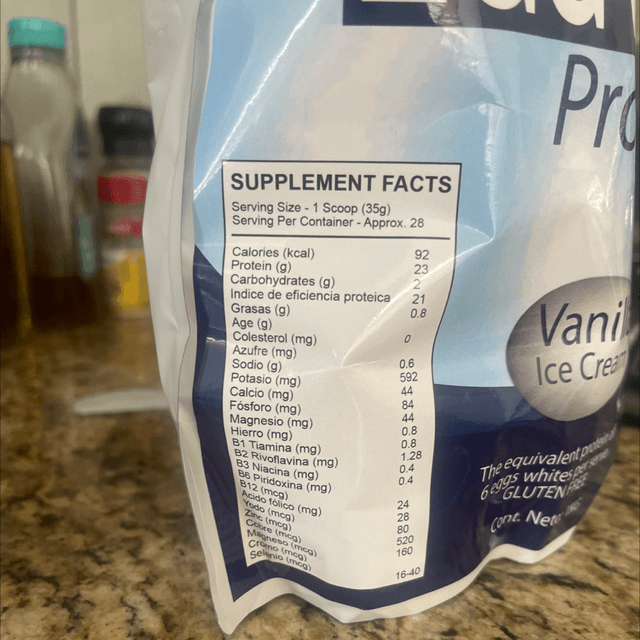 Pro
SUPPLEMENT FACTS
Serving Size - 1 Scoop (35g)
Serving Per Container - Approx. 28
Calories (kcal) 92
Protein (g) 23
Carbohydrates (g) 2
Indice de eficiencia proteica 21
Grasas (g) 0.8
Age (g)
Colesterol (mg) 0
Azufre (mg)
Sodio (g) 0.6
Potasio (mg) 592
Calcio (mg) 44
Fósforo (mg) 84
Magnesio (mg) 44
Hierro (mg) 0.8
B1 Tiamina (mg) 0.8
B2 Rivoflavina (mg) 1.28
B3 Niacina (mg) 0.4
B6 Piridoxina (mg) 0.4
B12 (mcg)
Acido fólico (mg) 24
Yodo (mcg) 28
Zinc (mcg) 80
Cobre (mcg) 520
Magneso (mcg) 160
Cromo (mcg)
Selenio (mcg) 16-40
Vanil
Ice Cream
The equivalent protein
6 eggs whites per
GLUTEN FREE
Cont. Net